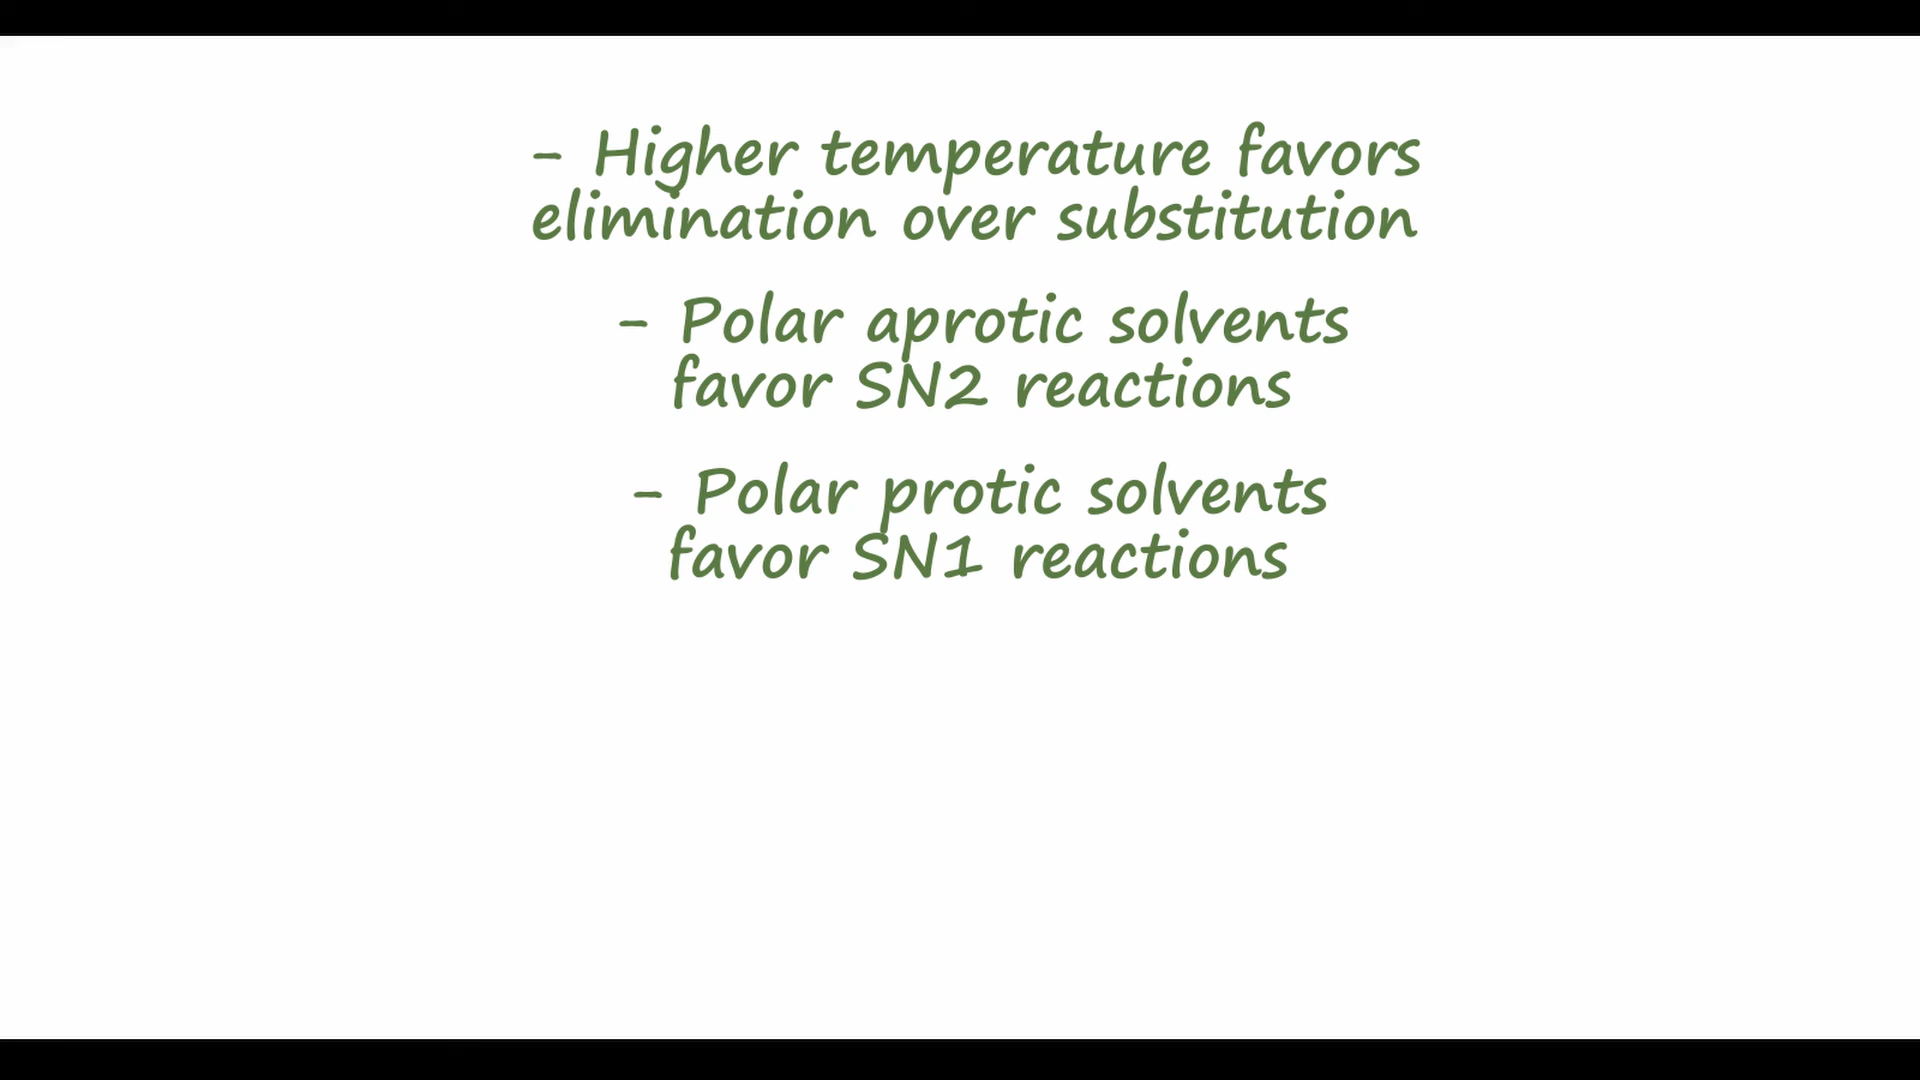 - Higher temperature favors
elimination over substitution
- Polar aprotic solvents
favor SN2 reactions
- Polar protic solvents
favor SN1 reactions